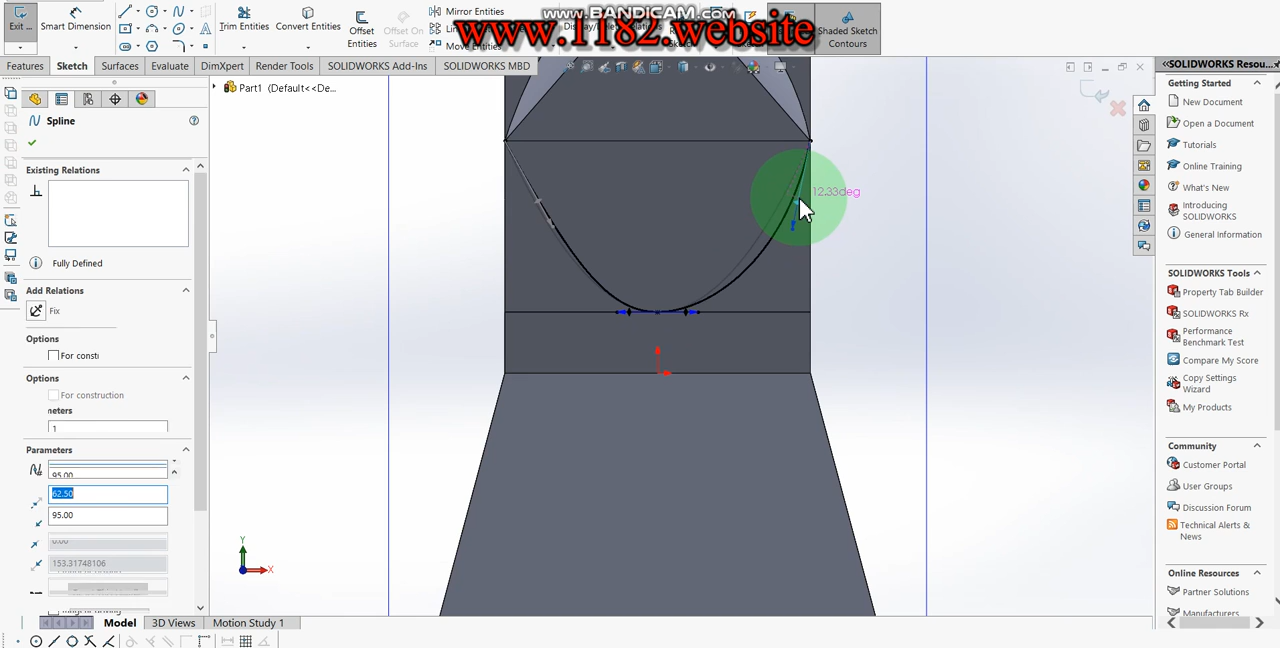 www.BANDICAM.com
www.1182.website
Exit ...
Smart Dimension
Trim Entities
Convert Entities
Offset Entities
Offset On Surface
Mirror Entities
Move Entities
Shaded Sketch Contours
Features
Sketch
Surfaces
Evaluate
DimXpert
Render Tools
SOLIDWORKS Add-Ins
SOLIDWORKS MBD
Part1 (Default<<De...
Spline
Existing Relations
Fully Defined
Add Relations
Fix
Options
For consti
Options
For construction
meters
1
Parameters
95.00
62.50
95.00
0.00
153.31748106
12.33deg
Y
X
Model
3D Views
Motion Study 1
SOLIDWORKS Resou...
Getting Started
New Document
Open a Document
Tutorials
Online Training
What's New
Introducing SOLIDWORKS
General Information
SOLIDWORKS Tools
Property Tab Builder
SOLIDWORKS Rx
Performance Benchmark Test
Compare My Score
Copy Settings Wizard
My Products
Community
Customer Portal
User Groups
Discussion Forum
Technical Alerts & News
Online Resources
Partner Solutions
Manufacturers